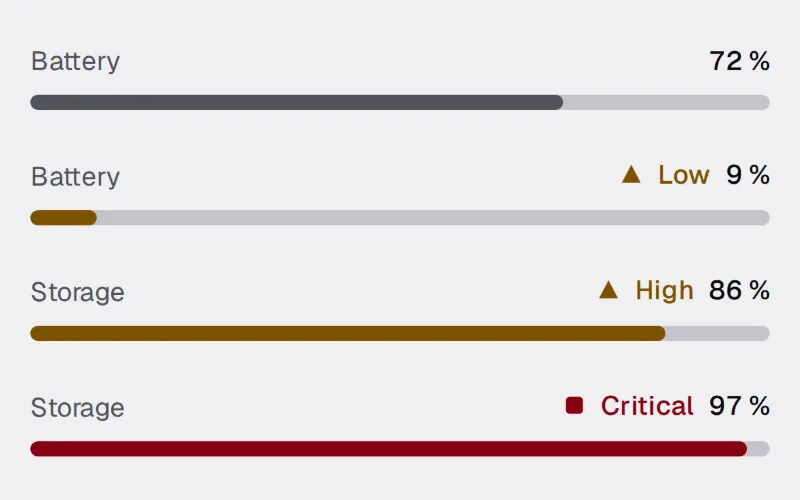 Battery 72 %
Battery ▲ Low 9 %
Storage ▲ High 86 %
Storage ■ Critical 97 %